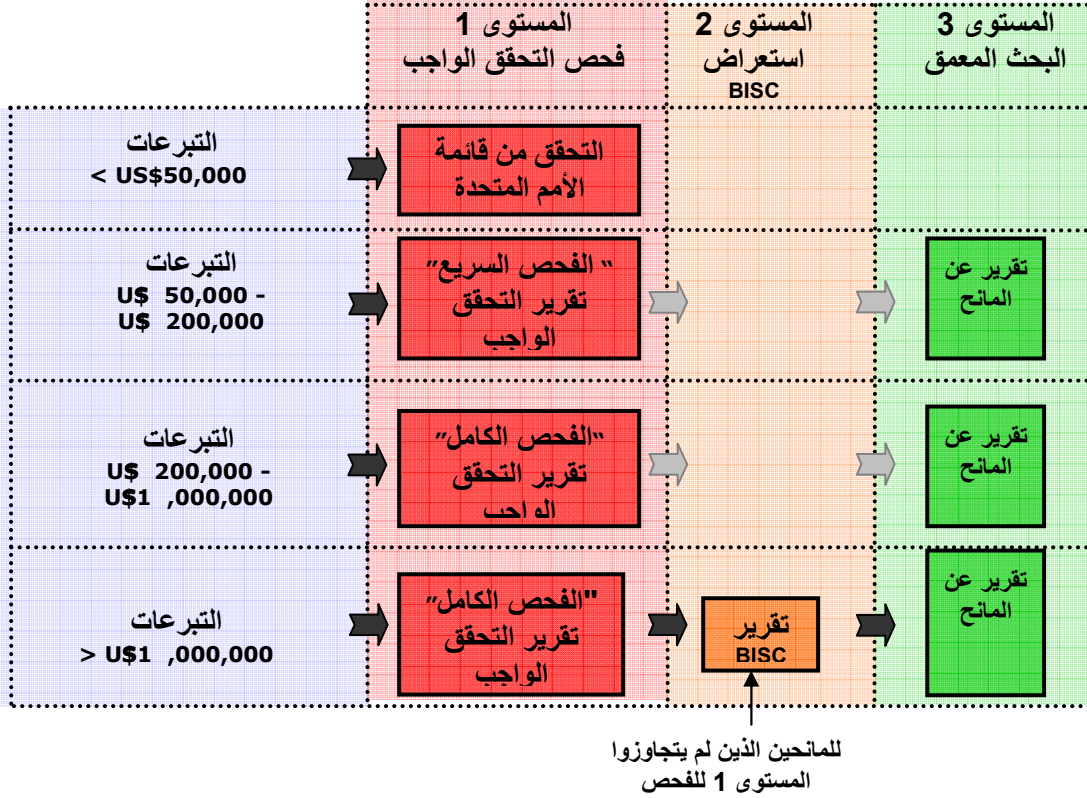 المستوى 1
فحص التحقق الواجب
المستوى 2
استعراض
BISC
المستوى 3
البحث المعمق
التبرعات
< US$50,000
التحقق من قائمة
الأمم المتحدة
التبرعات
U$ 50,000 -
U$ 200,000
" الفحص السريع"
تقرير التحقق
الواجب
تقرير عن
المانح
التبرعات
U$ 200,000 -
U$1 ,000,000
"الفحص الكامل"
تقرير التحقق
الواجب
تقرير عن
المانح
التبرعات
> U$1 ,000,000
"الفحص الكامل"
تقرير التحقق
الواجب
تقرير
BISC
تقرير عن
المانح
للمانحين الذين لم يتجاوزوا
المستوى 1 للفحص